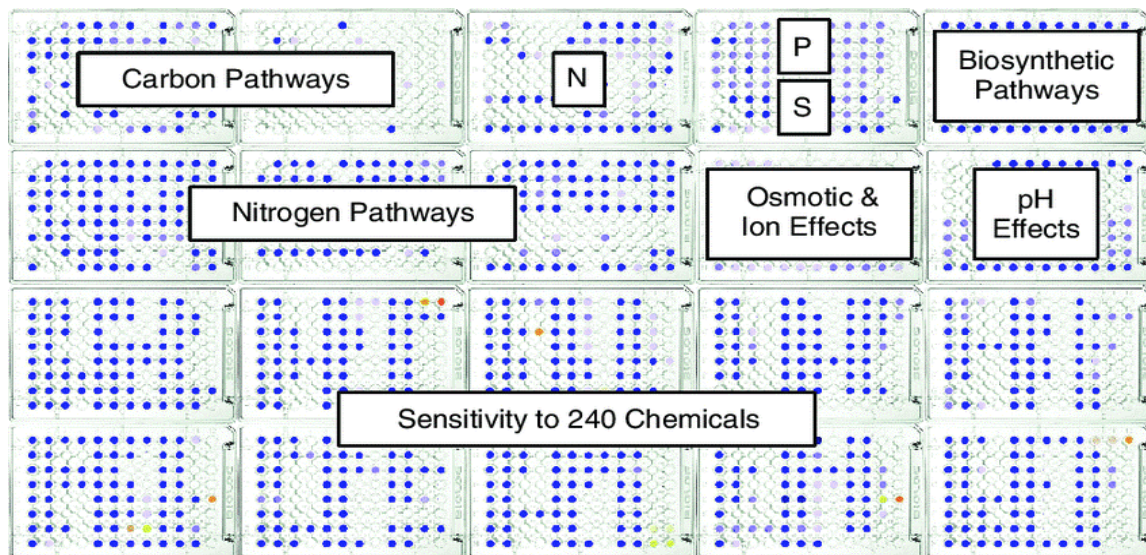 Carbon Pathways
N
P
S
Biosynthetic
Pathways
Nitrogen Pathways
Osmotic &
Ion Effects
pH
Effects
Sensitivity to 240 Chemicals